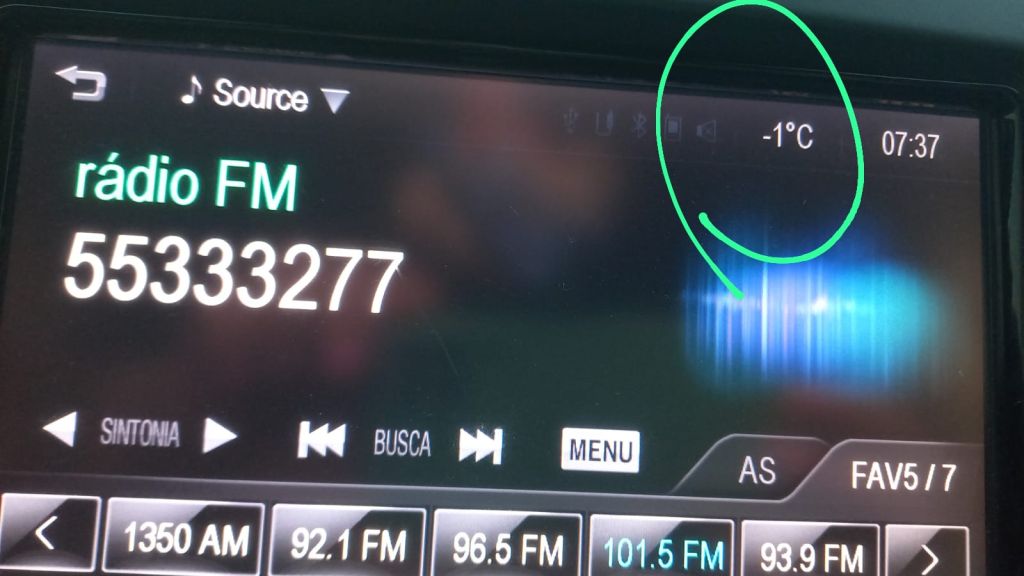 Source
-1°C
07:37
rádio FM
55333277
SINTONIA
BUSCA
MENU
AS
FAV5 / 7
1350 AM
92.1 FM
96.5 FM
101.5 FM
93.9 FM